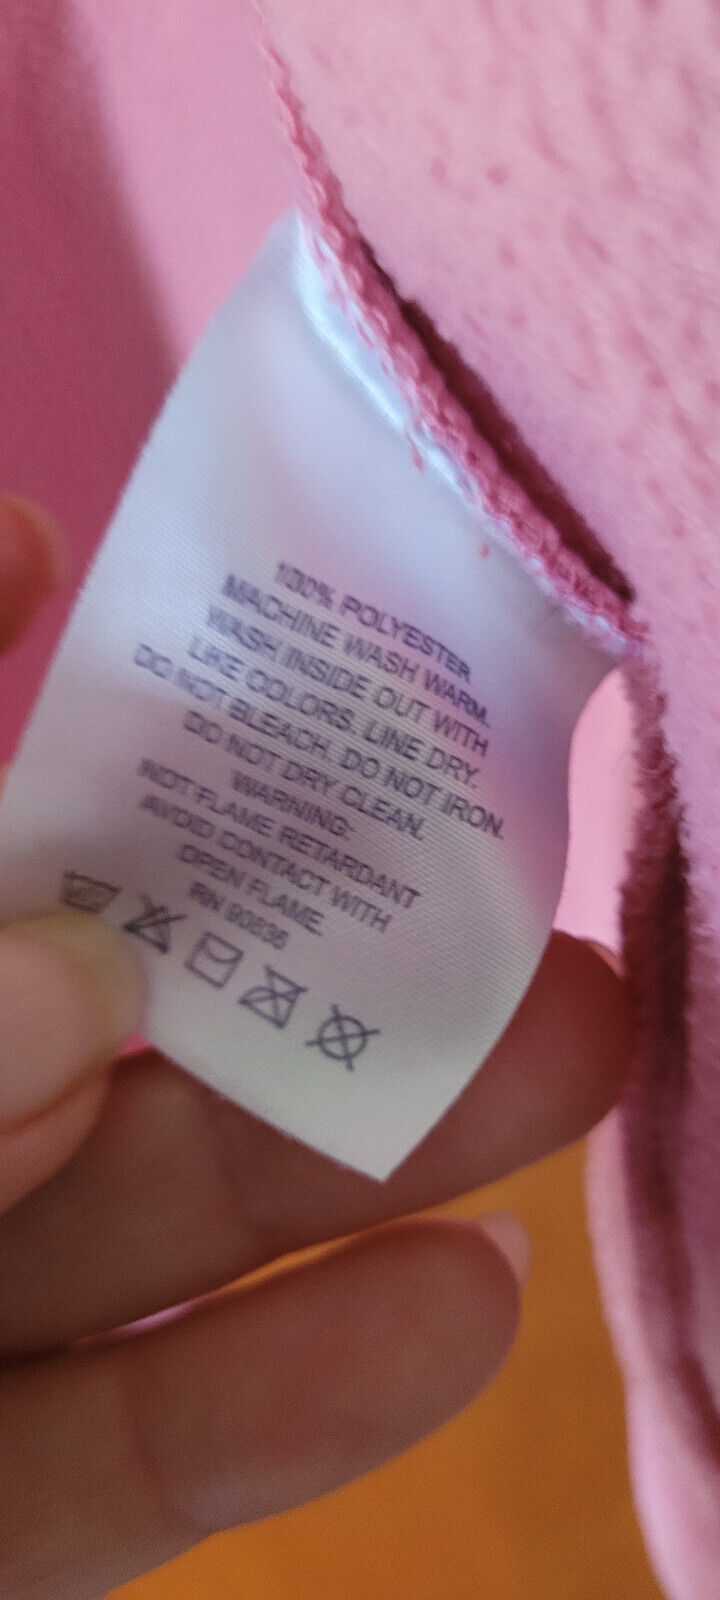 100% POLYESTER
MACHINE WASH WARM.
WASH INSIDE OUT WITH
LIKE COLORS. LINE DRY.
DO NOT BLEACH. DO NOT IRON.
DO NOT DRY CLEAN.
WARNING:
NOT FLAME RETARDANT
AVOID CONTACT WITH
OPEN FLAME.
RN